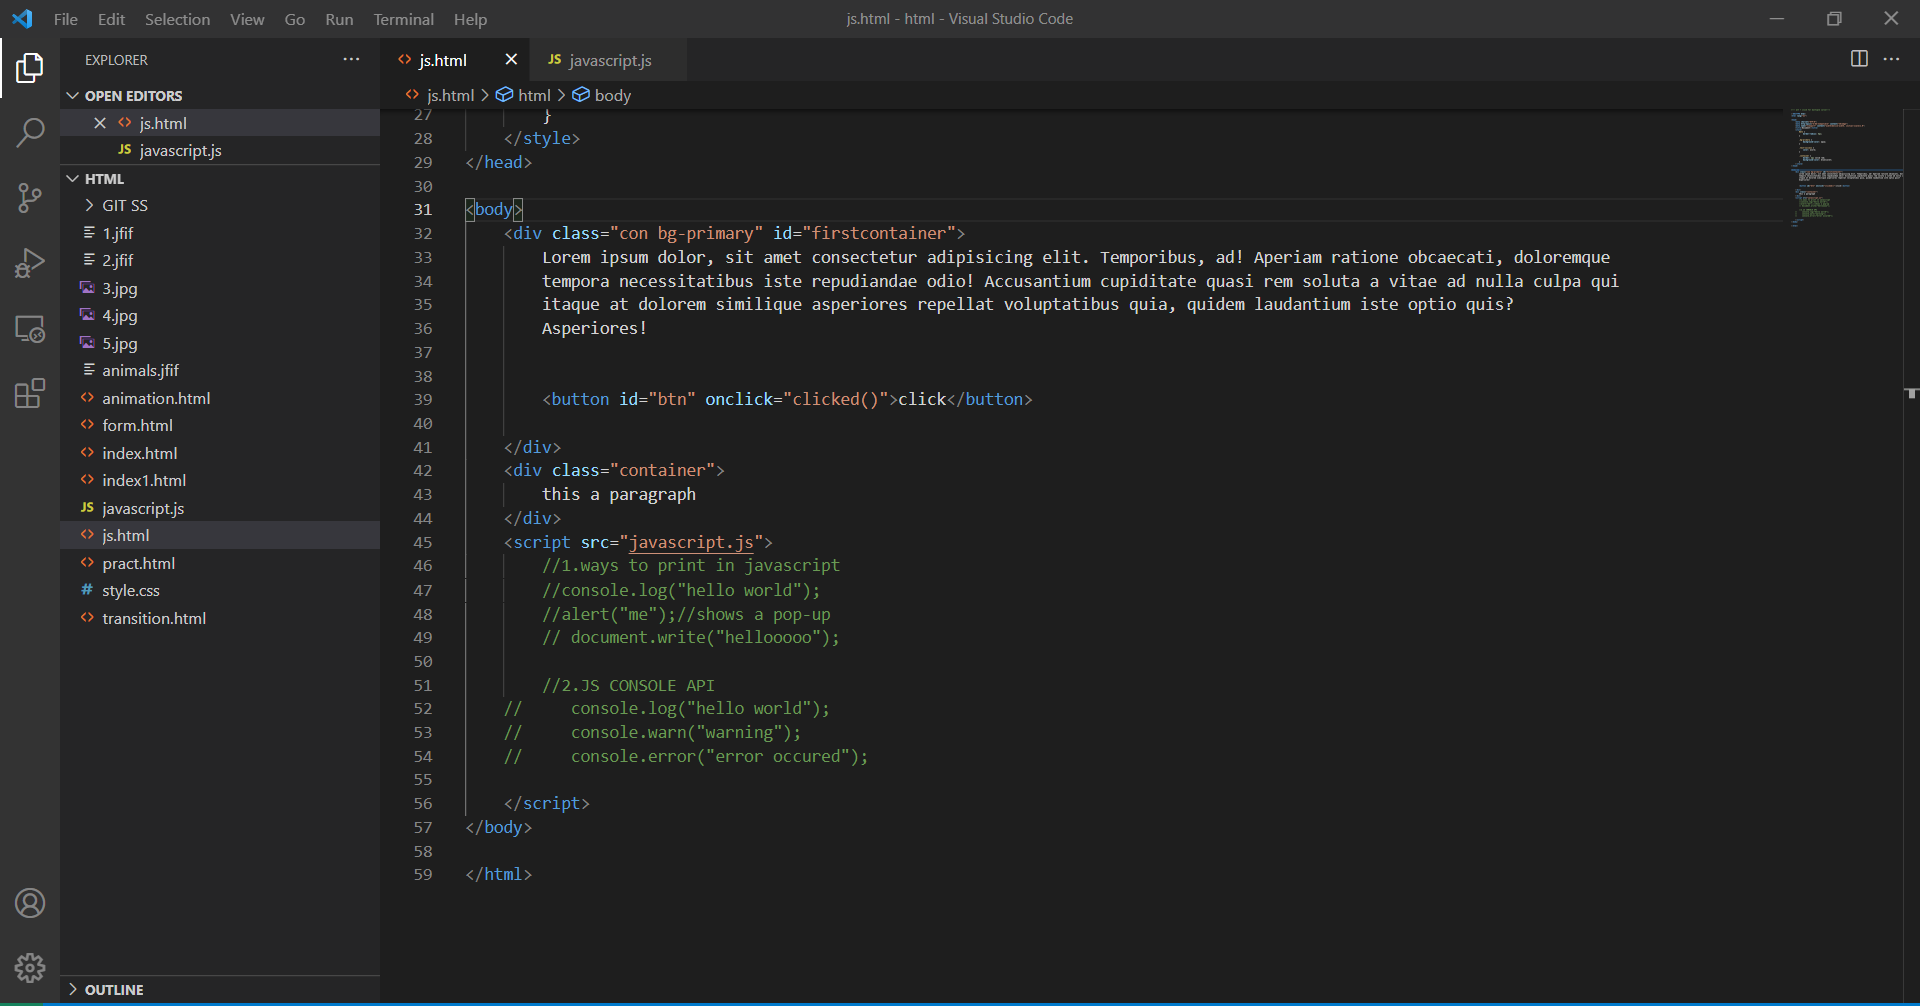 File Edit Selection View Go Run Terminal Help
js.html - html - Visual Studio Code
EXPLORER
OPEN EDITORS
js.html
JS javascript.js
HTML
GIT SS
1.jfif
2.jfif
3.jpg
4.jpg
5.jpg
animals.jfif
animation.html
form.html
index.html
index1.html
JS javascript.js
js.html
pract.html
# style.css
transition.html
OUTLINE
js.html
JS javascript.js
js.html > html > body
27 }
28 </style>
29 </head>
30
31 <body>
32 <div class="con bg-primary" id="firstcontainer">
33 Lorem ipsum dolor, sit amet consectetur adipisicing elit. Temporibus, ad! Aperiam ratione obcaecati, doloremque
34 tempora necessitatibus iste repudiandae odio! Accusantium cupiditate quasi rem soluta a vitae ad nulla culpa qui
35 itaque at dolorem similique asperiores repellat voluptatibus quia, quidem laudantium iste optio quis?
36 Asperiores!
37
38
39 <button id="btn" onclick="clicked()">click</button>
40
41 </div>
42 <div class="container">
43 this a paragraph
44 </div>
45 <script src="javascript.js">
46 //1.ways to print in javascript
47 //console.log("hello world");
48 //alert("me");//shows a pop-up
49 // document.write("hellooooo");
50
51 //2.JS CONSOLE API
52 // console.log("hello world");
53 // console.warn("warning");
54 // console.error("error occured");
55
56 </script>
57 </body>
58
59 </html>